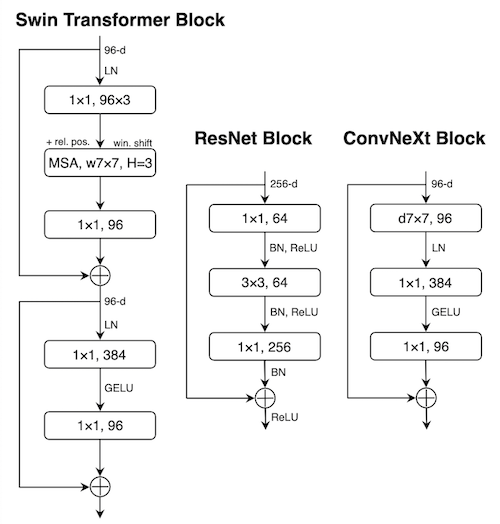 Swin Transformer Block
96-d
LN
1×1, 96×3
+ rel. pos. win. shift
MSA, w7×7, H=3
1×1, 96
96-d
LN
1×1, 384
GELU
1×1, 96
ResNet Block
256-d
1×1, 64
BN, ReLU
3×3, 64
BN, ReLU
1×1, 256
BN
ReLU
ConvNeXt Block
96-d
d7×7, 96
LN
1×1, 384
GELU
1×1, 96